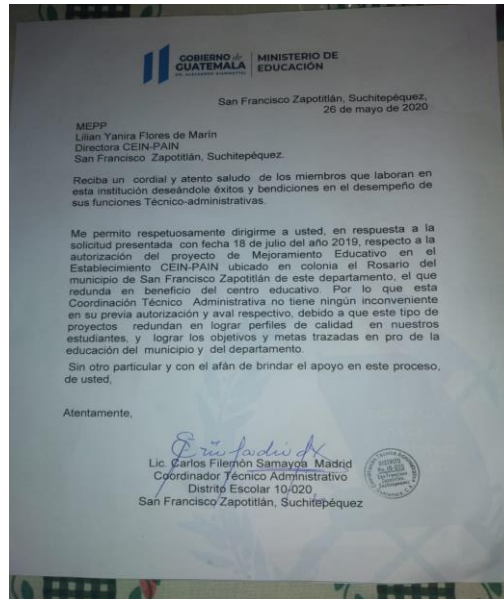 GOBIERNO de
GUATEMALA
DR. ALEJANDRO GIAMMATTEI
MINISTERIO DE
EDUCACIÓN
San Francisco Zapotitlán, Suchitepéquez,
26 de mayo de 2020
MEPP
Lilian Yanira Flores de Marín
Directora CEIN-PAIN
San Francisco Zapotitlán, Suchitepéquez.
Reciba un cordial y atento saludo de los miembros que laboran en
esta institución deseándole éxitos y bendiciones en el desempeño de
sus funciones Técnico-administrativas.
Me permito respetuosamente dirigirme a usted, en respuesta a la
solicitud presentada con fecha 18 de julio del año 2019, respecto a la
autorización del proyecto de Mejoramiento Educativo en el
Establecimiento CEIN-PAIN ubicado en colonia el Rosario del
municipio de San Francisco Zapotitlán de este departamento, el que
redunda en beneficio del centro educativo. Por lo que esta
Coordinación Técnico Administrativa no tiene ningún inconveniente
en su previa autorización y aval respectivo, debido a que este tipo de
proyectos redundan en lograr perfiles de calidad en nuestros
estudiantes, y lograr los objetivos y metas trazadas en pro de la
educación del municipio y del departamento.
Sin otro particular y con el afán de brindar el apoyo en este proceso,
de usted,
Atentamente,
Lic. Carlos Filemón Samayoa Madrid
Coordinador Técnico Administrativo
Distrito Escolar 10-020
San Francisco Zapotitlán, Suchitepéquez